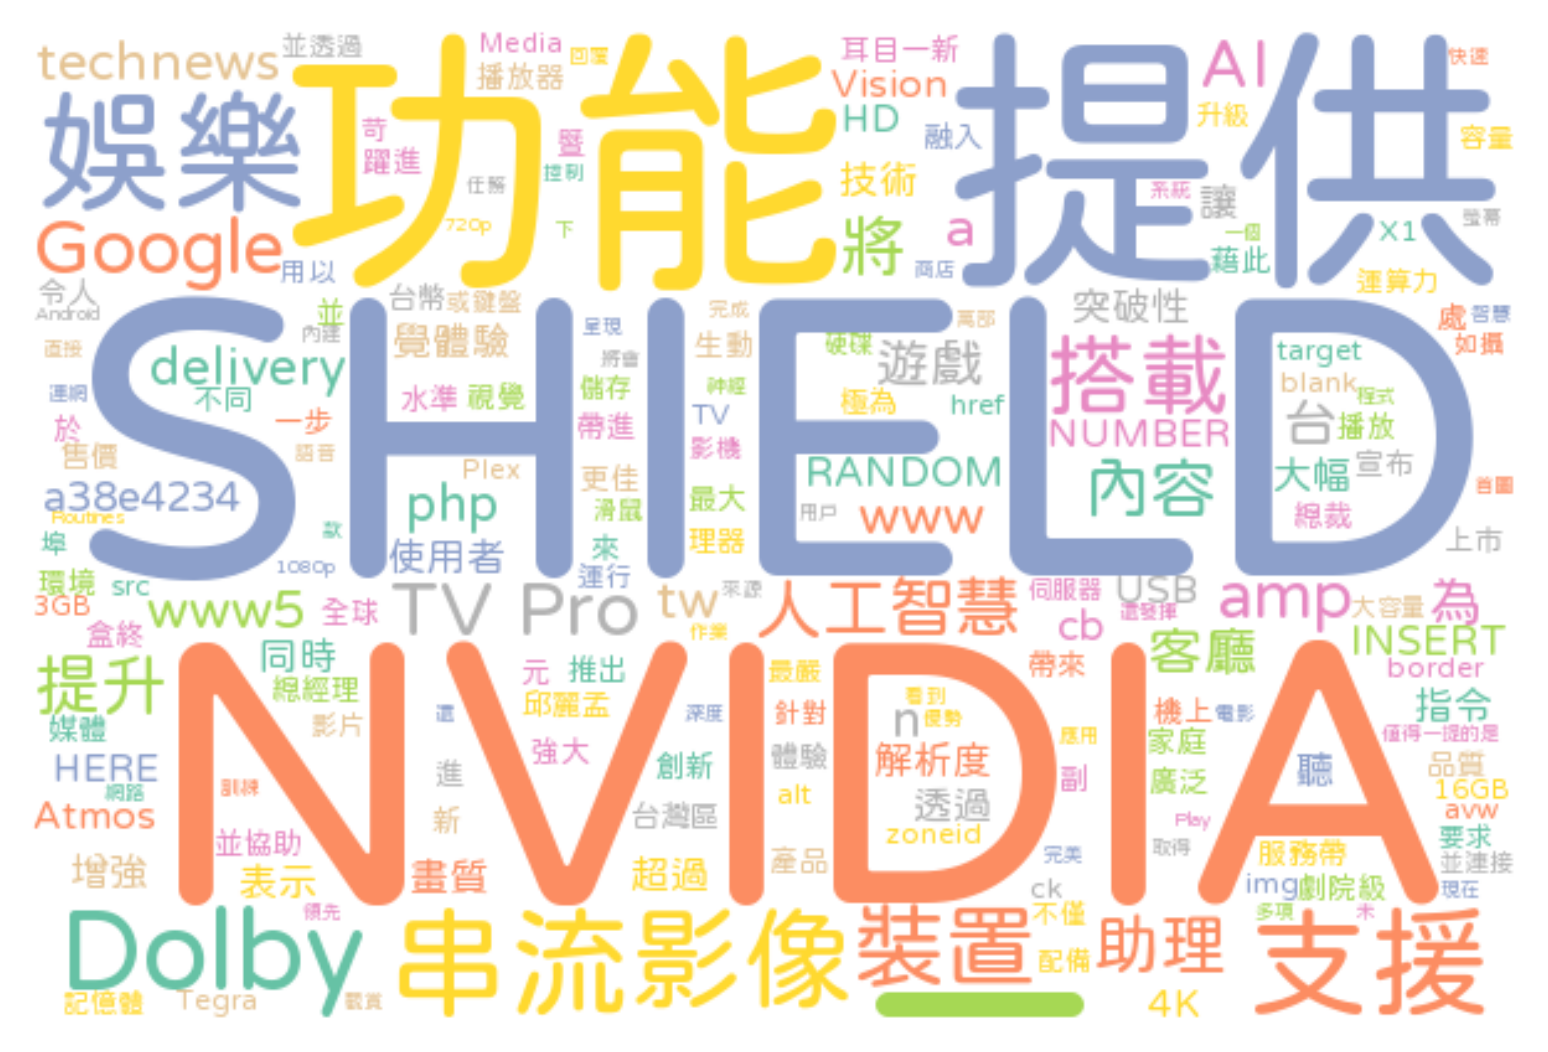 technews 並透過 功能 Media 播放器 回覆 耳目一新 Vision HD 提供 AI 升級 快速
娛樂 苛 躍進 任務 暨 控制 融入 容量
720p 下 技術 系統 讓
Google 用以 將 a 商店 一個 藉此 X1 螢幕 運算力
令人 Android 並 內建 台幣 或鍵盤 呈現 完成 萬部 突破性 處 智慧
直接 SHIELD 覺體驗 將會 生動 硬碟 遊戲 搭載 target 如攝
delivery 不同 連網 水準 視覺 儲存 神經 極為 href blank 程式
於 一步 帶進 TV 影機 NUMBER 台 播放
售價 語音 Plex 更佳 RANDOM 內容 大幅 宣布
a38e4234 php 滑鼠 最大 用戶 www 總裁 首圖
Routines 埠 款 1080p 使用者 來 理器 上市
環境 src 運行 來源 伺服器 USB
3GB www5 全球 TV Pro tw 人工智慧 還發揮 amp 大容量 為
盒終 作業 cb 客廳 INSERT
提升 同時 總經理 元 推出 最嚴 帶來 border
媒體 NVIDIA 影片 還 邱麗孟 深度 針對 看到 n 優勢 應用 機上 電影 指令 值得一提的是
HERE 網路 訓練 進 強大 創新 體驗 解析度 副 家庭 廣泛 聽 品質
Atmos 新 台灣區 alt 透過 zoneid Play 16GB avw
並協助 完美 取得 服務帶 要求 並連接
增強 表示 畫質 超過 產品 ck img 劇院級 現在
Dolby 領先 串流影像 裝置 不僅 多項 未
配備 助理 支援
記憶體 Tegra 觀賞 4K